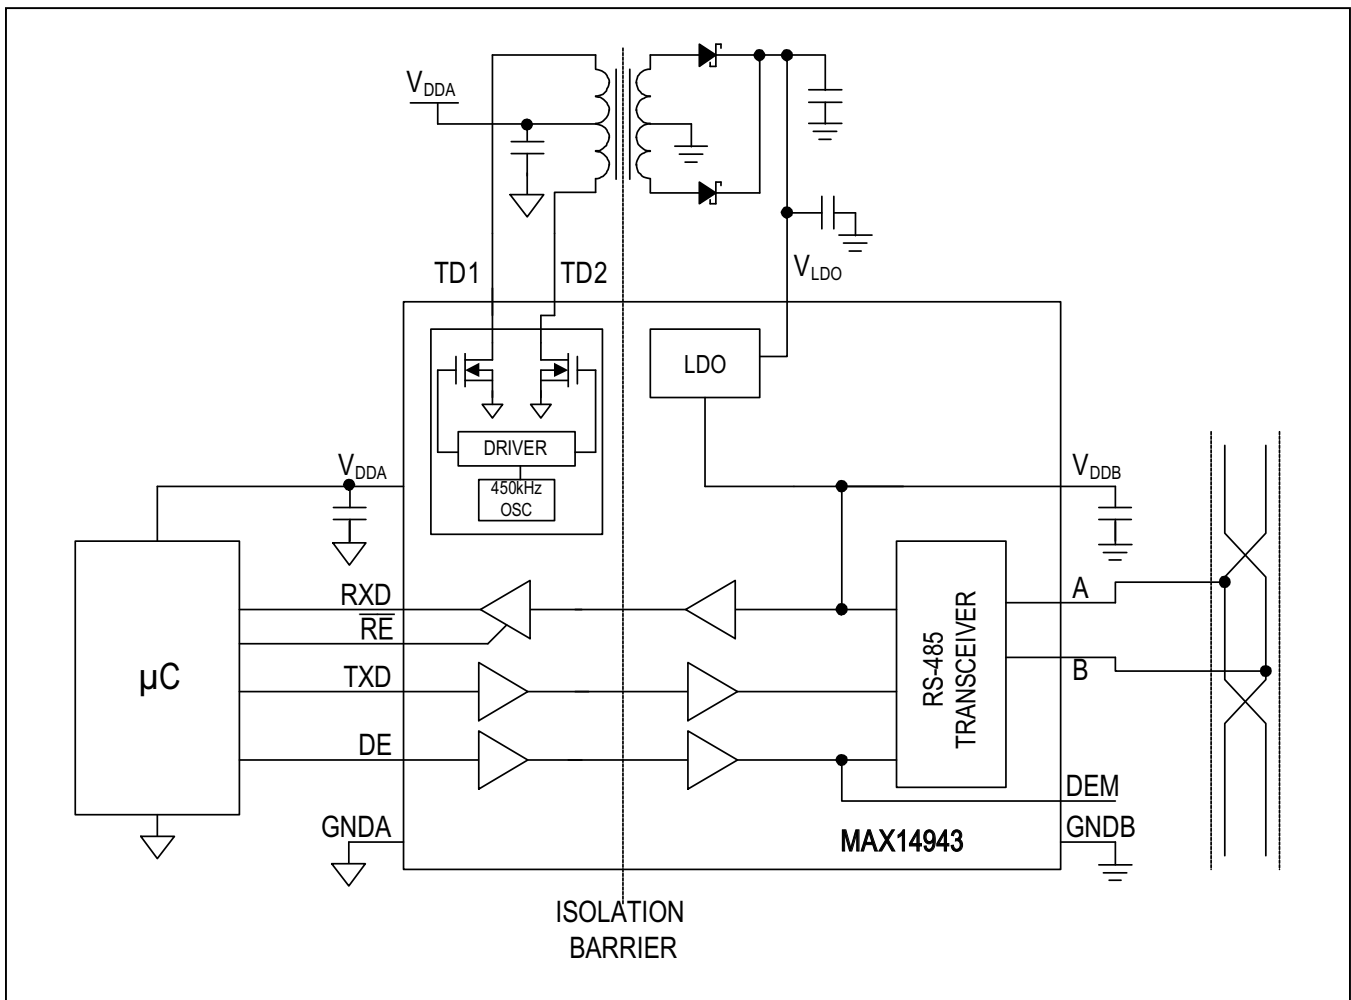 VDDA
TD1
TD2
VLDO
LDO
DRIVER
450kHz
OSC
VDDA
VDDB
RXD
RE
TXD
DE
GNDA
µC
RS-485
TRANSCEIVER
A
B
DEM
GNDB
MAX14943
ISOLATION
BARRIER